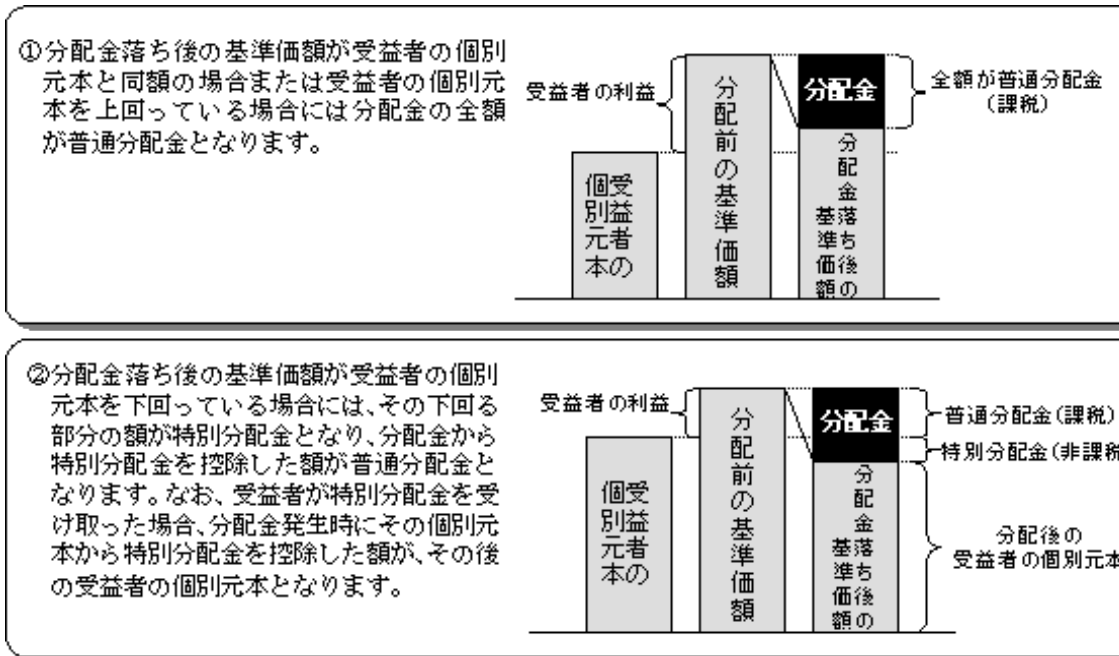 ①分配金落ち後の基準価額が受益者の個別
元本と同額の場合または受益者の個別元
本を上回っている場合には分配金の全額
が普通分配金となります。
受益者の利益
受益者の
個別元本
分配前の基準価額
分配金
分配金落ち後の
基準価額
全額が普通分配金
(課税)
②分配金落ち後の基準価額が受益者の個別
元本を下回っている場合には、その下回る
部分の額が特別分配金となり、分配金から
特別分配金を控除した額が普通分配金と
なります。なお、受益者が特別分配金を受
け取った場合、分配金発生時にその個別元
本から特別分配金を控除した額が、その後
の受益者の個別元本となります。
受益者の利益
受益者の
個別元本
分配前の基準価額
分配金
分配金落ち後の
基準価額
普通分配金(課税)
特別分配金(非課税
分配後の
受益者の個別元本